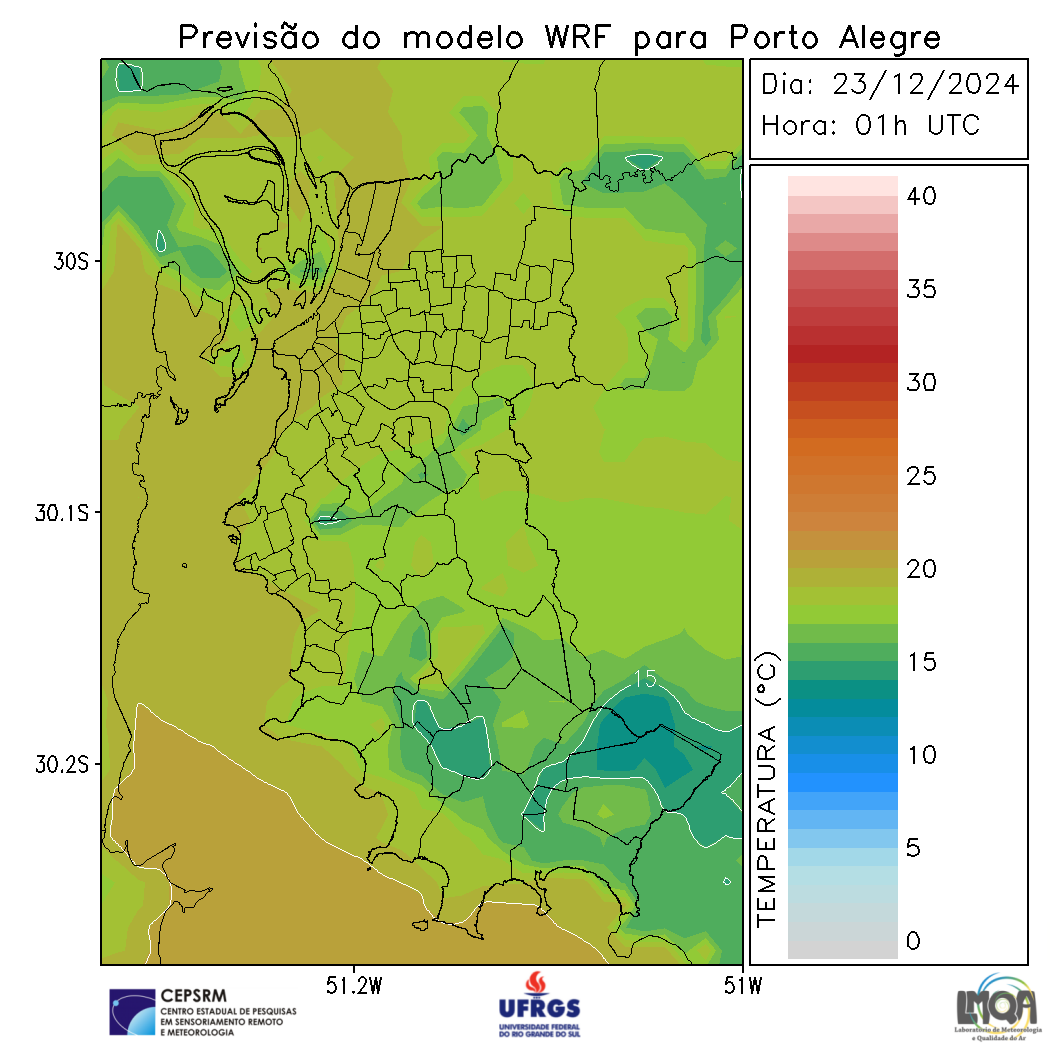 Previsão do modelo WRF para Porto Alegre
Dia: 23/12/2024
Hora: 01h UTC
40
35
30
25
20
15
10
5
0
TEMPERATURA (°C)
30S
30.1S
30.2S
51.2W
51W
15
CEPSRM
CENTRO ESTADUAL DE PESQUISAS
EM SENSORIAMENTO REMOTO
E METEOROLOGIA
UFRGS
UNIVERSIDADE FEDERAL
DO RIO GRANDE DO SUL
LMQA
Laboratório de Meteorologia
e Qualidade do Ar